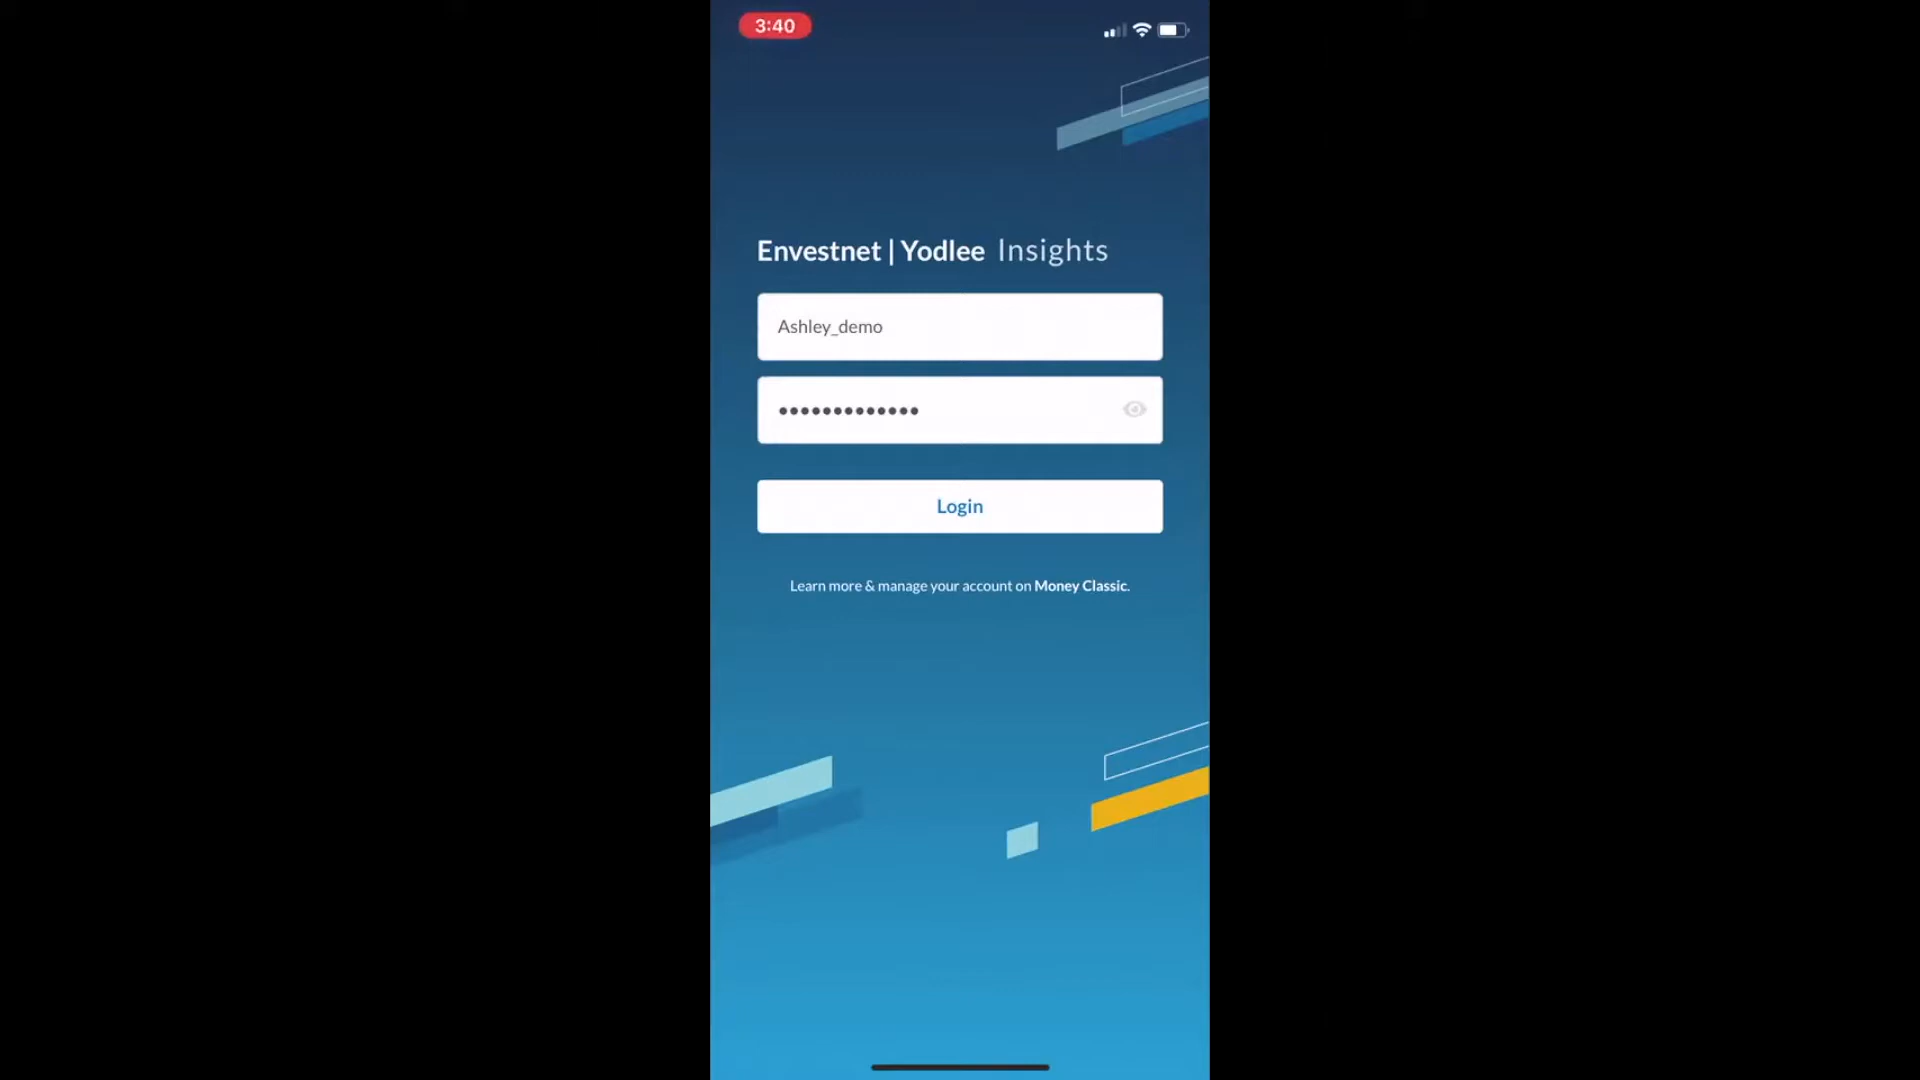 3:40
Envestnet | Yodlee Insights
Ashley_demo
•••••••••••••
Login
Learn more & manage your account on Money Classic.